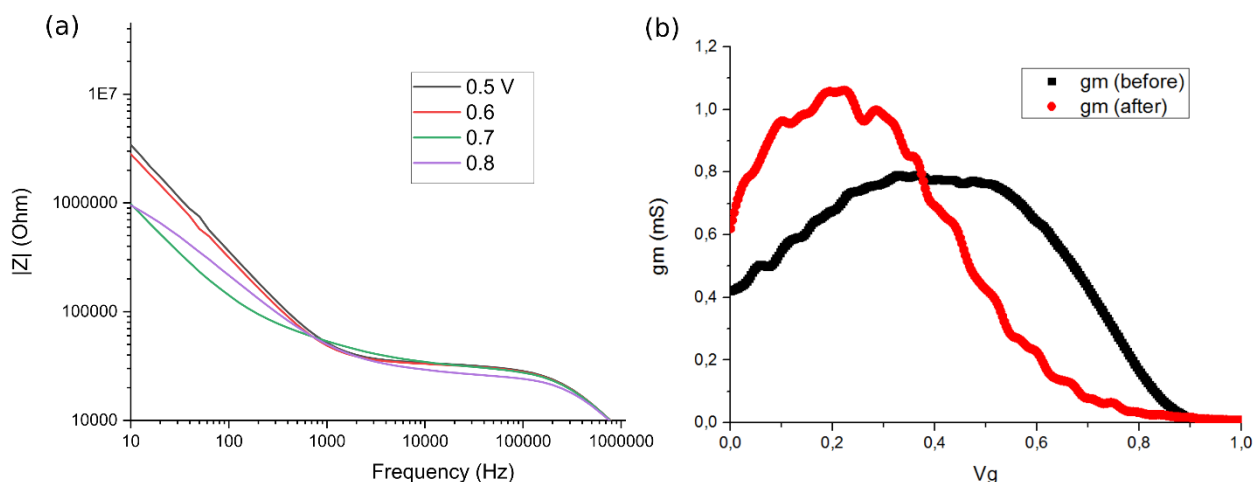 (a)
|Z| (Ohm)
1E7
1000000
100000
10000
10 100 1000 10000 100000 1000000
Frequency (Hz)
0.5 V
0.6
0.7
0.8
(b)
gm (mS)
1,2
1,0
0,8
0,6
0,4
0,2
0,0
0,0 0,2 0,4 0,6 0,8 1,0
Vg
gm (before)
gm (after)